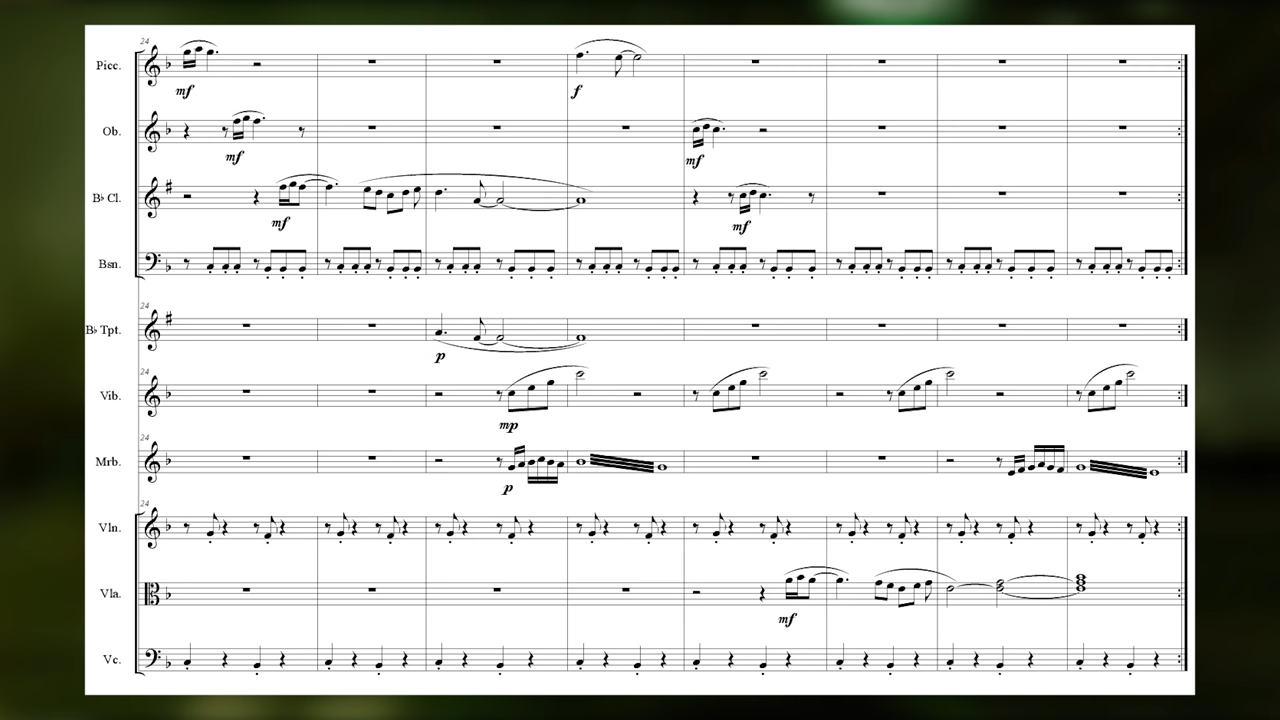 24
Picc.
mf
f
Ob.
mf
mf
B♭ Cl.
mf
mf
Bsn.
24
B♭ Tpt.
p
24
Vib.
mp
24
Mrb.
p
24
Vln.
Vla.
mf
Vc.